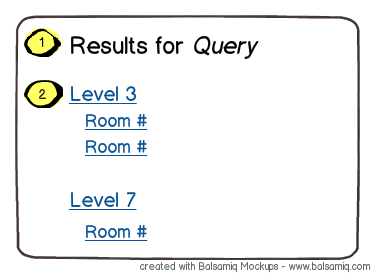 1 Results for Query
2 Level 3
Room #
Room #
Level 7
Room #
created with Balsamiq Mockups - www.balsamiq.com